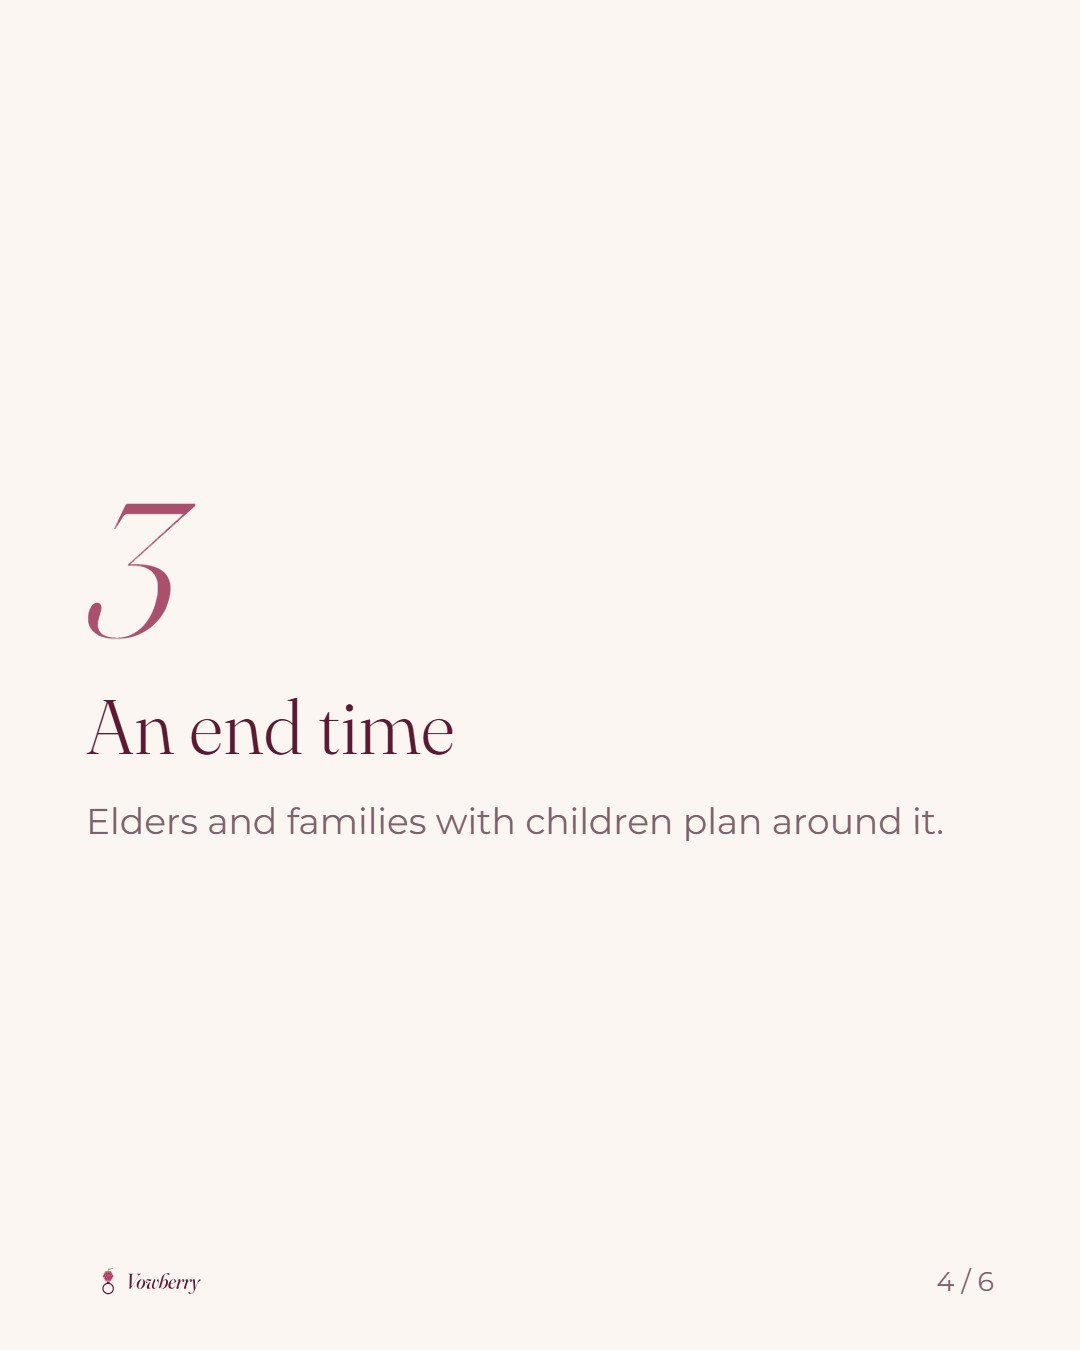 3
An end time
Elders and families with children plan around it.
Vowberry
4 / 6